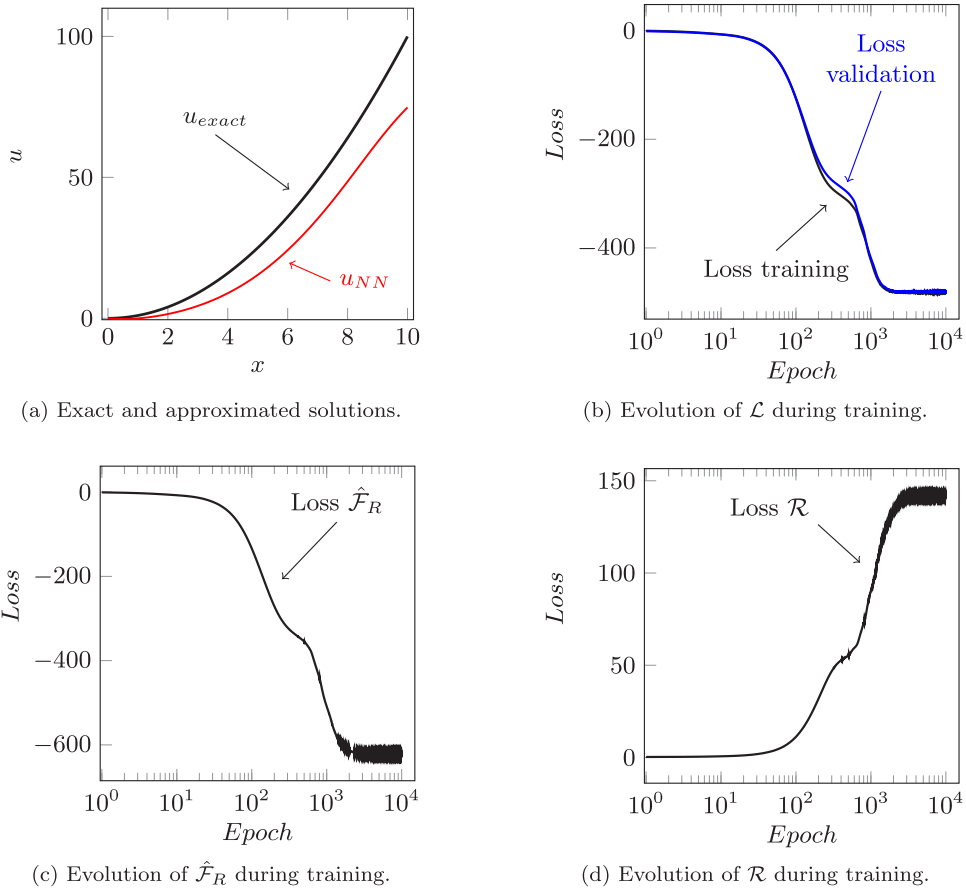 100
50
0
u
u_{exact}
u_{NN}
0 2 4 6 8 10
x
(a) Exact and approximated solutions.
0
−200
−400
Loss
Loss
validation
Loss training
10^0 10^1 10^2 10^3 10^4
Epoch
(b) Evolution of ℒ during training.
0
−200
−400
−600
Loss
Loss \hat{ℱ}_R
10^0 10^1 10^2 10^3 10^4
Epoch
(c) Evolution of \hat{ℱ}_R during training.
150
100
50
0
Loss
Loss ℛ
10^0 10^1 10^2 10^3 10^4
Epoch
(d) Evolution of ℛ during training.